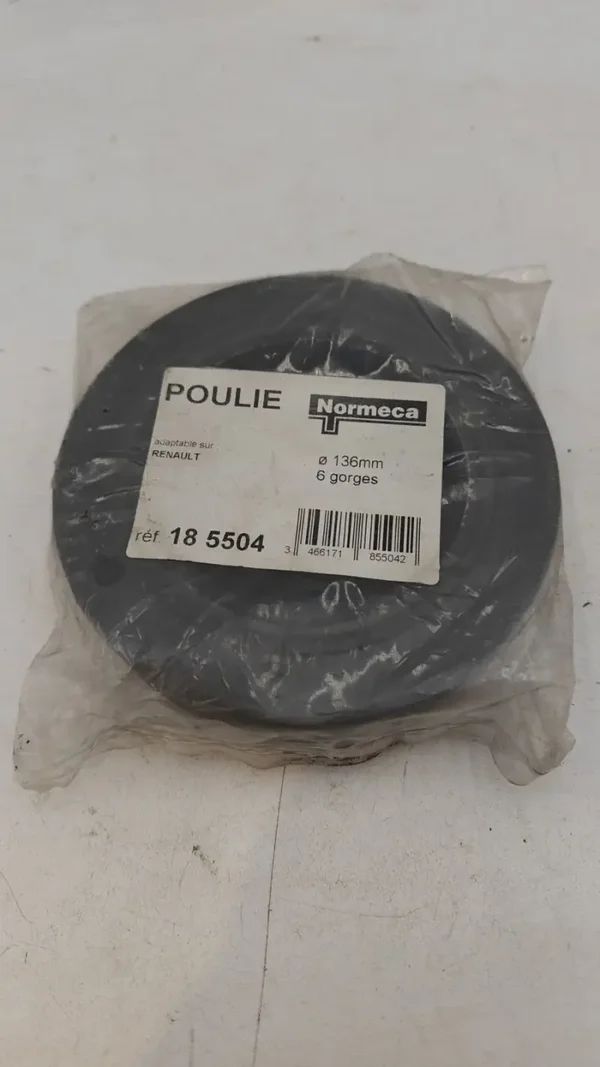 POULIE
Normeca
adaptable sur
RENAULT
ø 136mm
6 gorges
réf. 18 5504
3 466171 855042